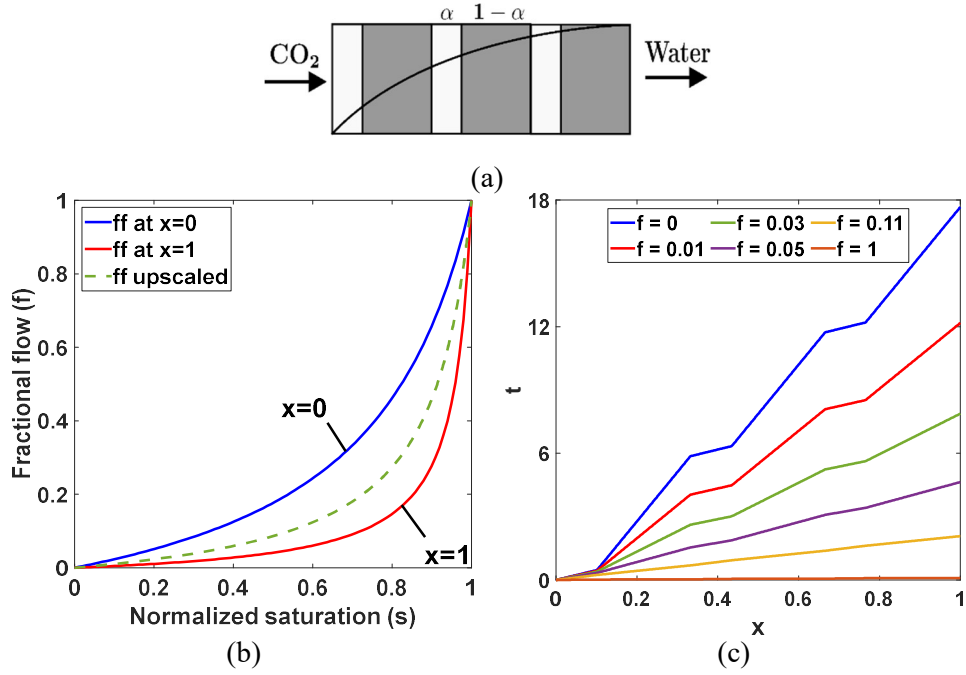 α 1 − α
CO₂
Water
(a)
ff at x=0
ff at x=1
ff upscaled
x=0
x=1
1
0.8
0.6
0.4
0.2
0
0 0.2 0.4 0.6 0.8 1
Fractional flow (f)
Normalized saturation (s)
(b)
f = 0 f = 0.03 f = 0.11
f = 0.01 f = 0.05 f = 1
18
12
6
0
0 0.2 0.4 0.6 0.8 1
t
x
(c)